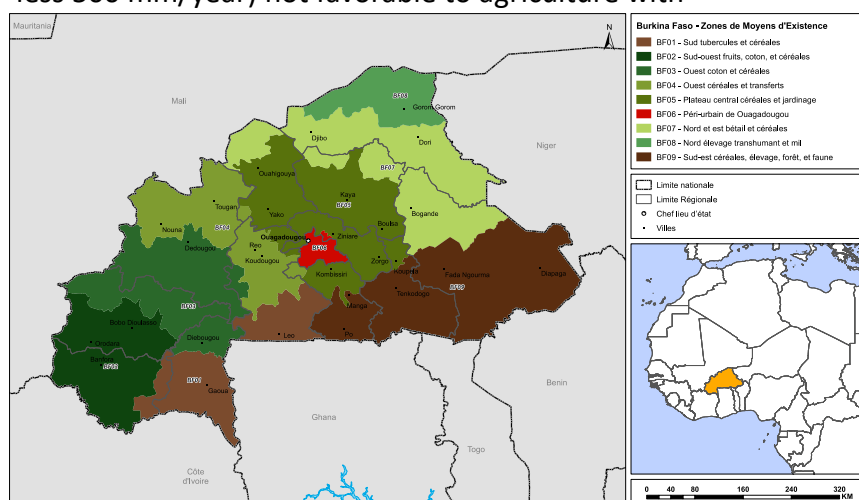 less 500 mm/year, not favorable to agriculture with
Mauritania
Mali
Niger
Benin
Togo
Ghana
Côte
d'Ivoire
N
BF08
Gorom Gorom
Djibo
Dori
BF07
Ouahigouya
Kaya
BF05
Tougan
Yako
Bogande
Boulsa
Nouna
BF04
Ouagadougou
Ziniare
BF06
Dedougou
Reo
Koudougou
Zorgo
Koupela
Kombissiri
Fada Ngourma
Diapaga
BF09
Tenkodogo
Manga
BF03
Po
Leo
Bobo Dioulasso
Orodara
Diebougou
Banfora
BF02
BF01
Gaoua
Burkina Faso - Zones de Moyens d'Existence
BF01 - Sud tubercules et céréales
BF02 - Sud-ouest fruits, coton, et céréales
BF03 - Ouest coton et céréales
BF04 - Ouest céréales et transferts
BF05 - Plateau central céréales et jardinage
BF06 - Péri-urbain de Ouagadougou
BF07 - Nord et est bétail et céréales
BF08 - Nord élevage transhumant et mil
BF09 - Sud-est céréales, élevage, forêt, et faune
Limite nationale
Limite Régionale
Chef lieu d'état
Villes
0 40 80 160 240 320
KM